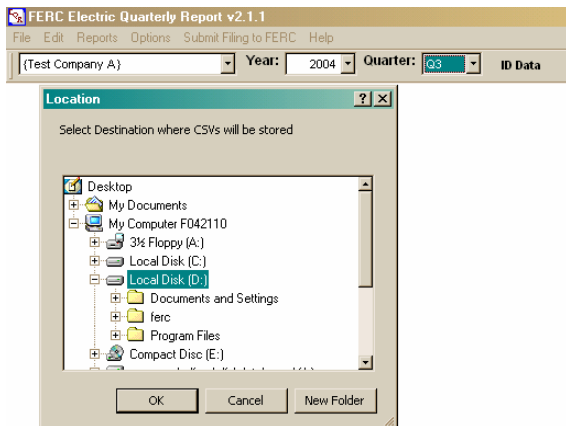 FERC Electric Quarterly Report v2.1.1
File Edit Reports Options Submit Filing to FERC Help
{Test Company A} Year: 2004 Quarter: Q3 ID Data
Location
Select Destination where CSVs will be stored
Desktop
My Documents
My Computer F042110
3½ Floppy (A:)
Local Disk (C:)
Local Disk (D:)
Documents and Settings
ferc
Program Files
Compact Disc (E:)
OK Cancel New Folder